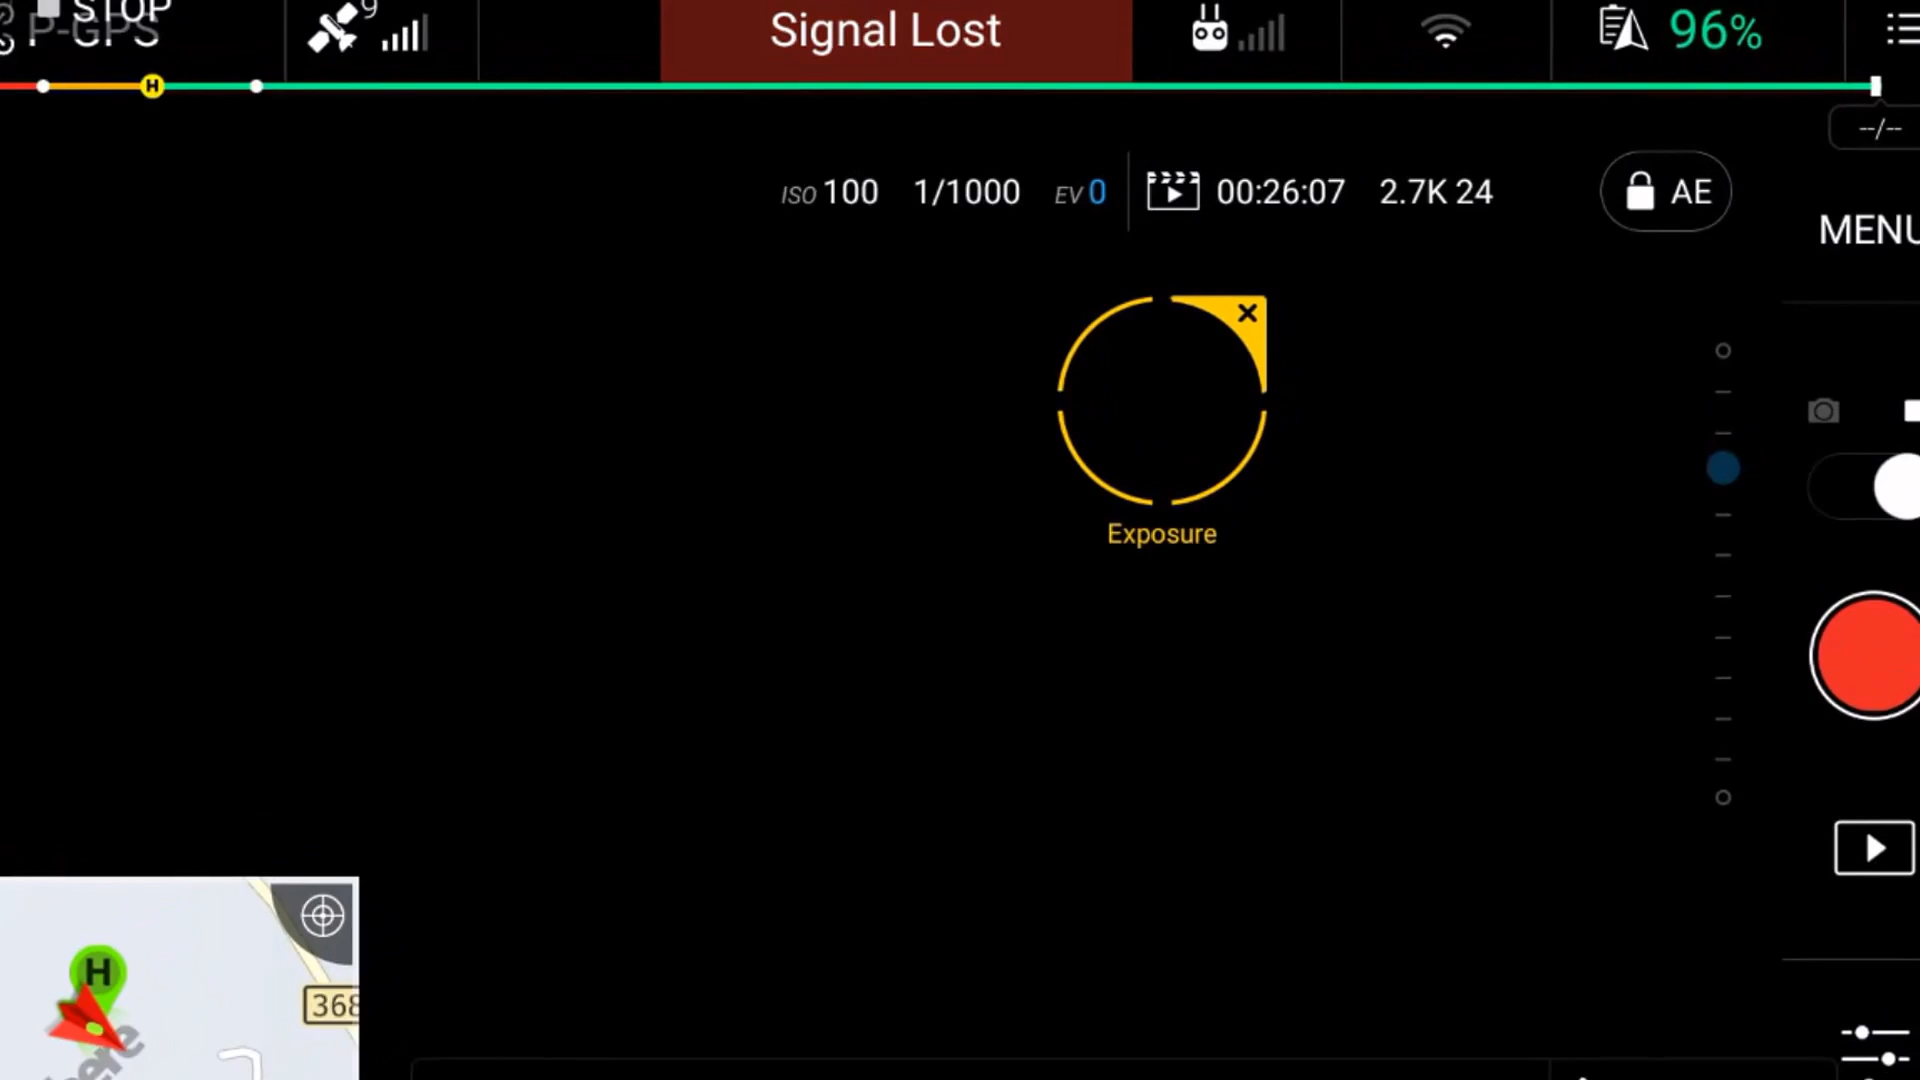 STOP
P-GPS
9
Signal Lost
96%
H
--/--
ISO 100 1/1000 EV 0 00:26:07 2.7K 24 AE
MENU
Exposure
H
368
here